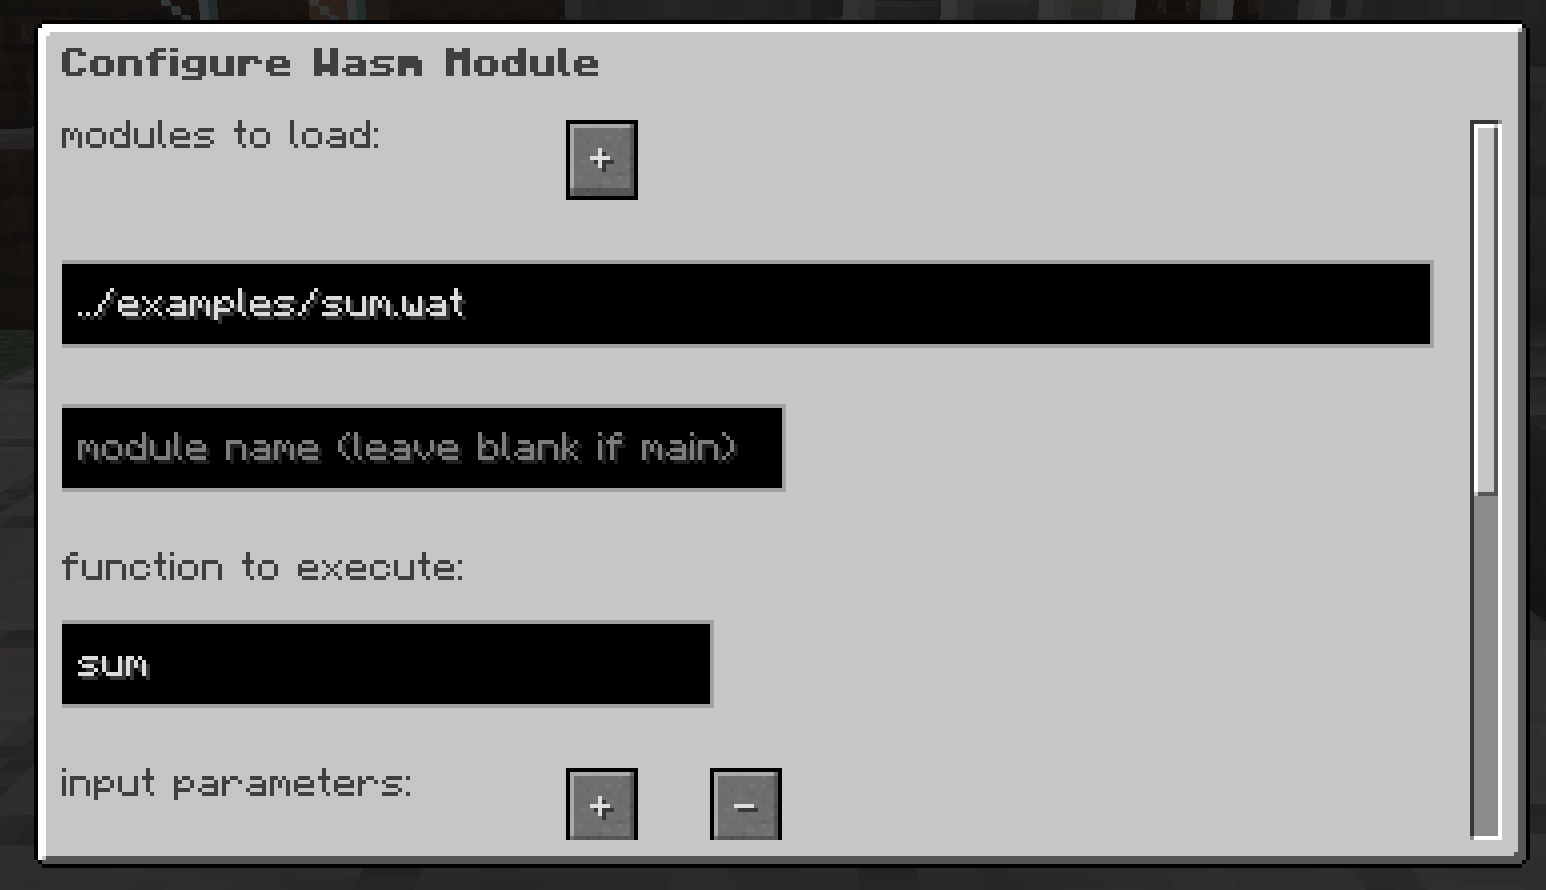 Configure Wasm Module
modules to load:
+
../examples/sum.wat
module name (leave blank if main)
function to execute:
sum
input parameters:
+ -